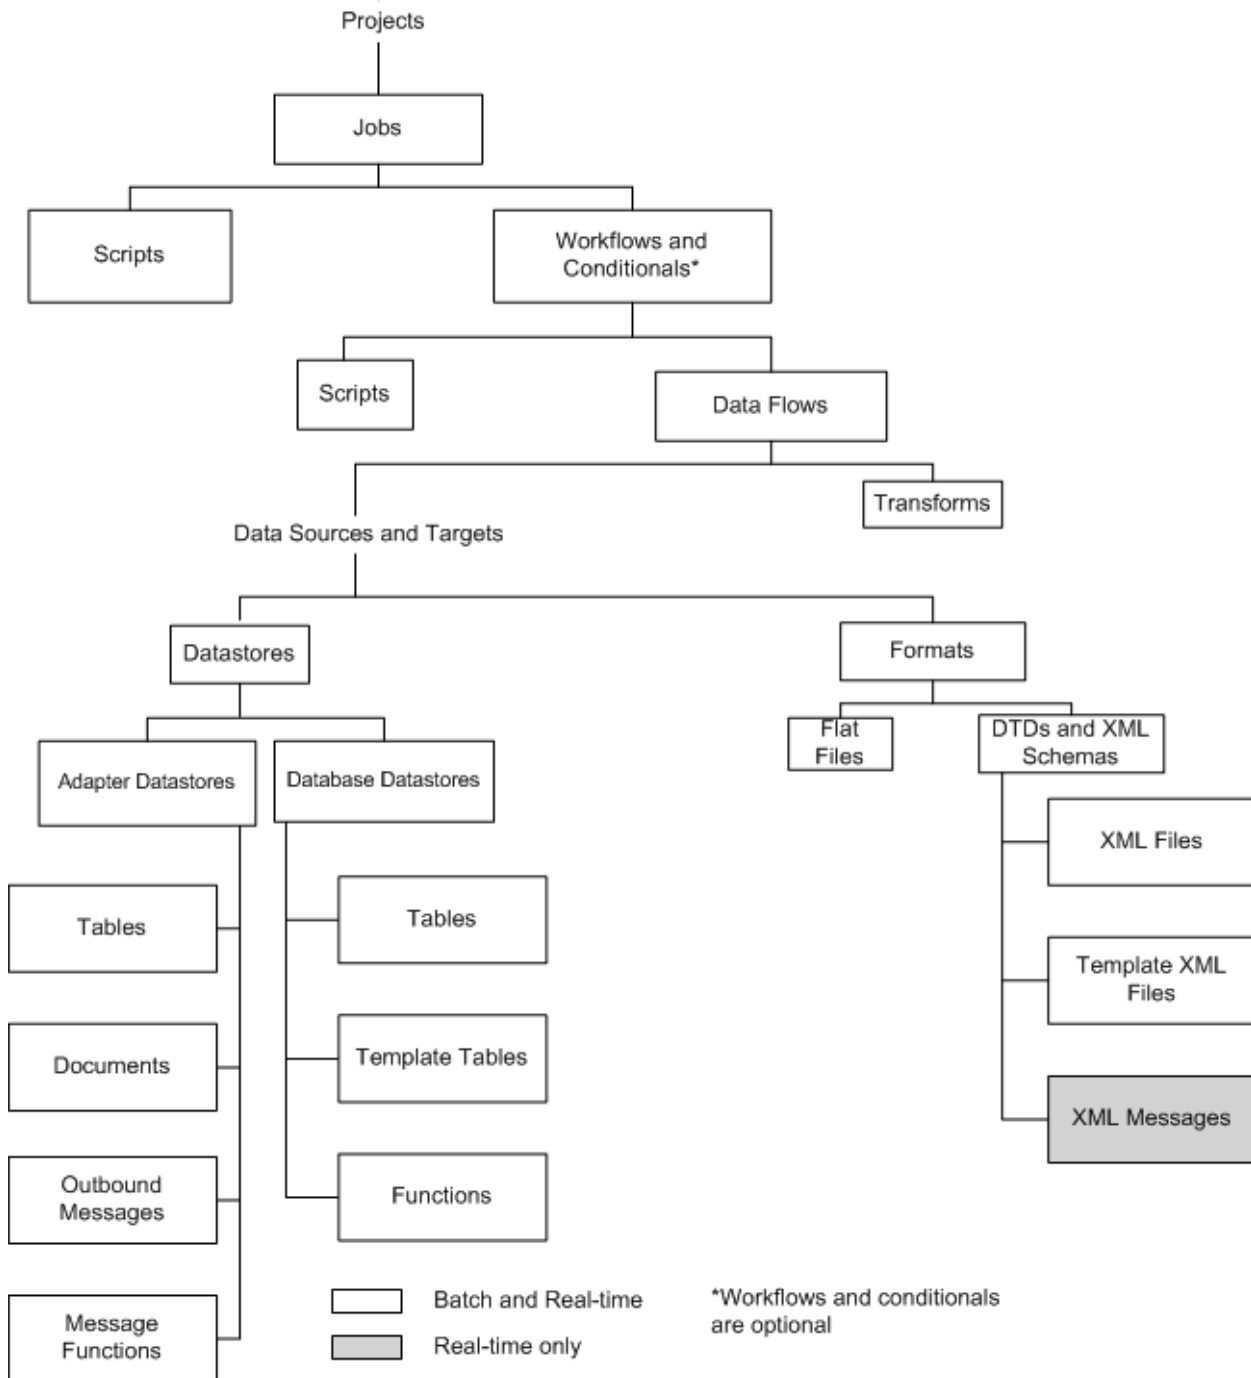 Projects
Jobs
Scripts
Workflows and
Conditionals*
Scripts
Data Flows
Transforms
Data Sources and Targets
Datastores
Formats
Flat
Files
DTDs and XML
Schemas
Adapter Datastores
Database Datastores
XML Files
Tables
Tables
Template XML
Files
Documents
Template Tables
XML Messages
Outbound
Messages
Functions
Message
Functions
Batch and Real-time
Real-time only
*Workflows and conditionals
are optional